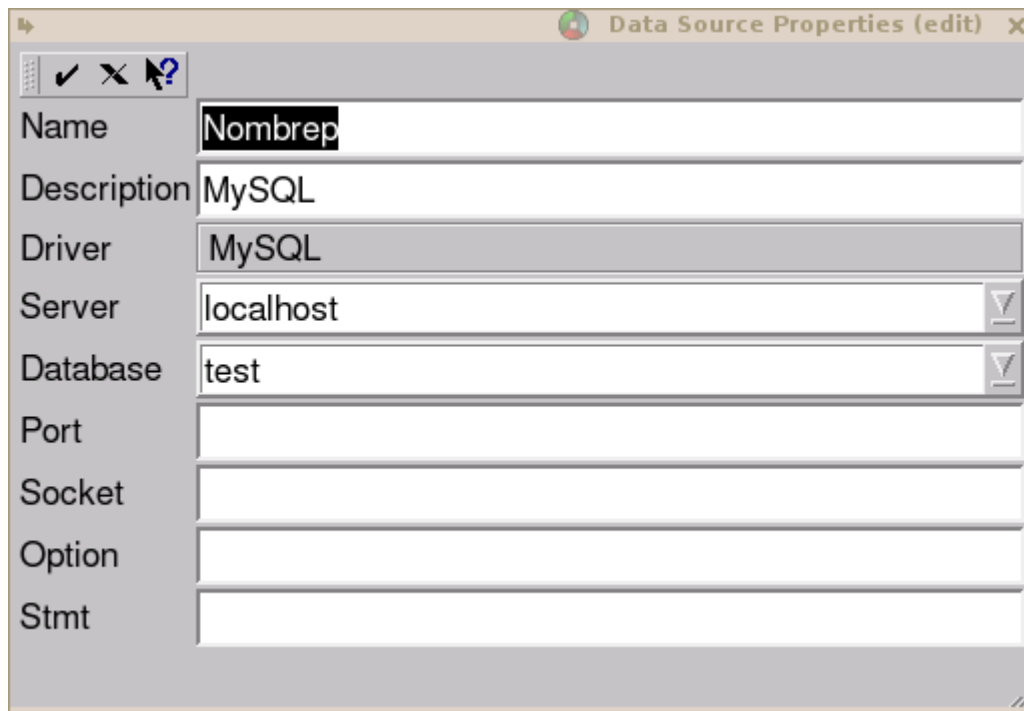 Data Source Properties (edit)
Name Nombrep
Description MySQL
Driver MySQL
Server localhost
Database test
Port
Socket
Option
Stmt